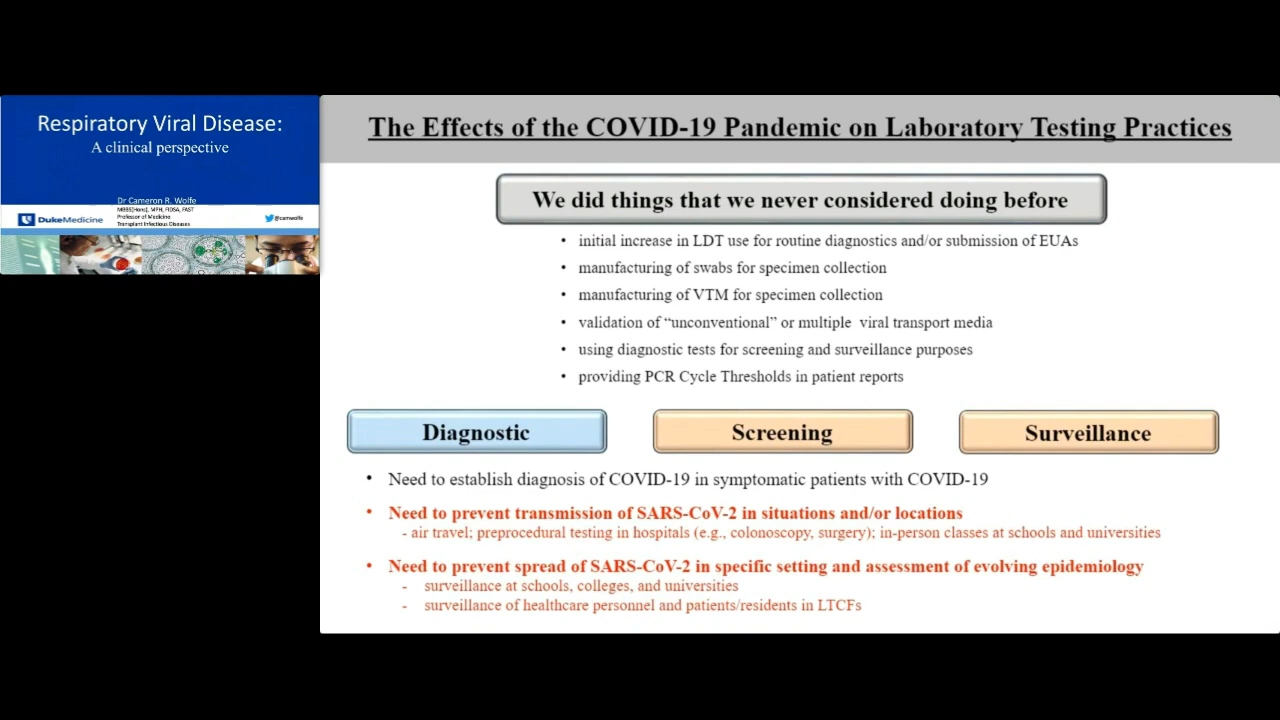 Respiratory Viral Disease:
A clinical perspective
Dr Cameron R. Wolfe
MBBS(Hons), MPH, FIDSA, FAST
Professor of Medicine
Transplant Infectious Diseases
DukeMedicine
@camwolfe
The Effects of the COVID-19 Pandemic on Laboratory Testing Practices
We did things that we never considered doing before
• initial increase in LDT use for routine diagnostics and/or submission of EUAs
• manufacturing of swabs for specimen collection
• manufacturing of VTM for specimen collection
• validation of “unconventional” or multiple viral transport media
• using diagnostic tests for screening and surveillance purposes
• providing PCR Cycle Thresholds in patient reports
Diagnostic
Screening
Surveillance
• Need to establish diagnosis of COVID-19 in symptomatic patients with COVID-19
• Need to prevent transmission of SARS-CoV-2 in situations and/or locations
- air travel; preprocedural testing in hospitals (e.g., colonoscopy, surgery); in-person classes at schools and universities
• Need to prevent spread of SARS-CoV-2 in specific setting and assessment of evolving epidemiology
- surveillance at schools, colleges, and universities
- surveillance of healthcare personnel and patients/residents in LTCFs